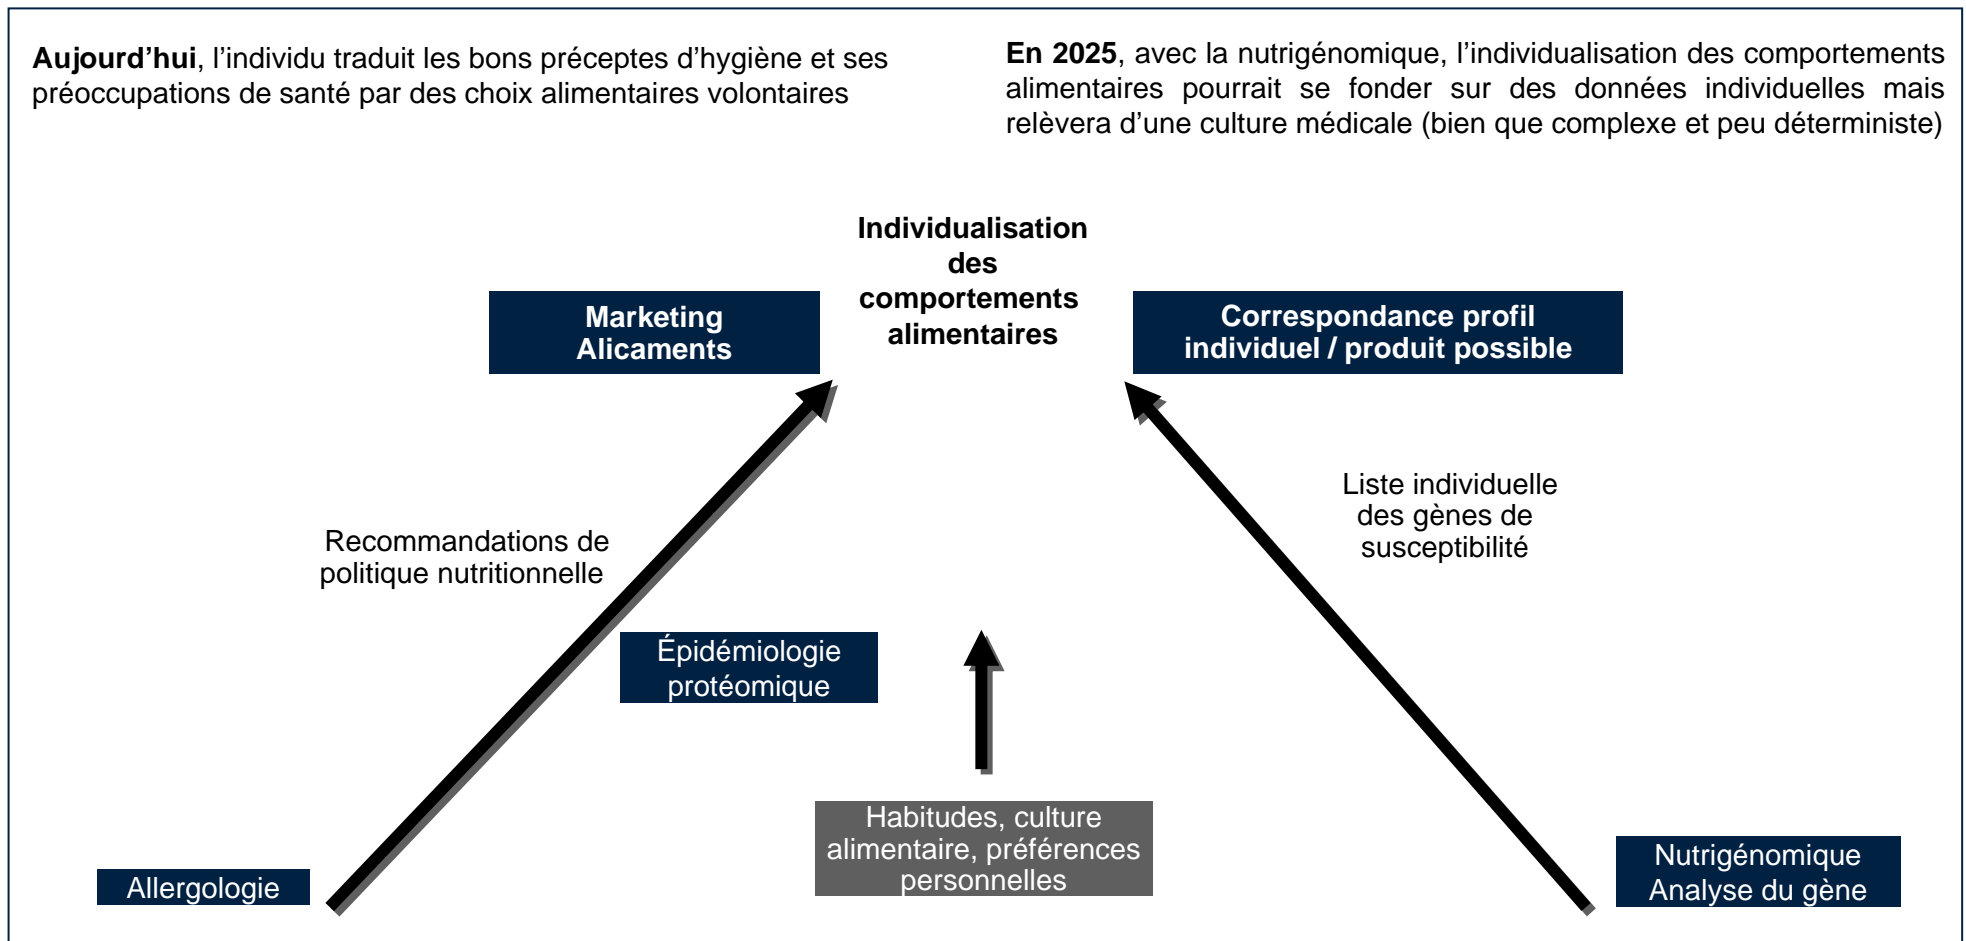 Aujourd’hui, l’individu traduit les bons préceptes d’hygiène et ses
préoccupations de santé par des choix alimentaires volontaires
En 2025, avec la nutrigénomique, l’individualisation des comportements
alimentaires pourrait se fonder sur des données individuelles mais
relèvera d’une culture médicale (bien que complexe et peu déterministe)
Individualisation
des
comportements
alimentaires
Marketing
Alicaments
Correspondance profil
individuel / produit possible
Recommandations de
politique nutritionnelle
Liste individuelle
des gènes de
susceptibilité
Épidémiologie
protéomique
Habitudes, culture
alimentaire, préférences
personnelles
Allergologie
Nutrigénomique
Analyse du gène